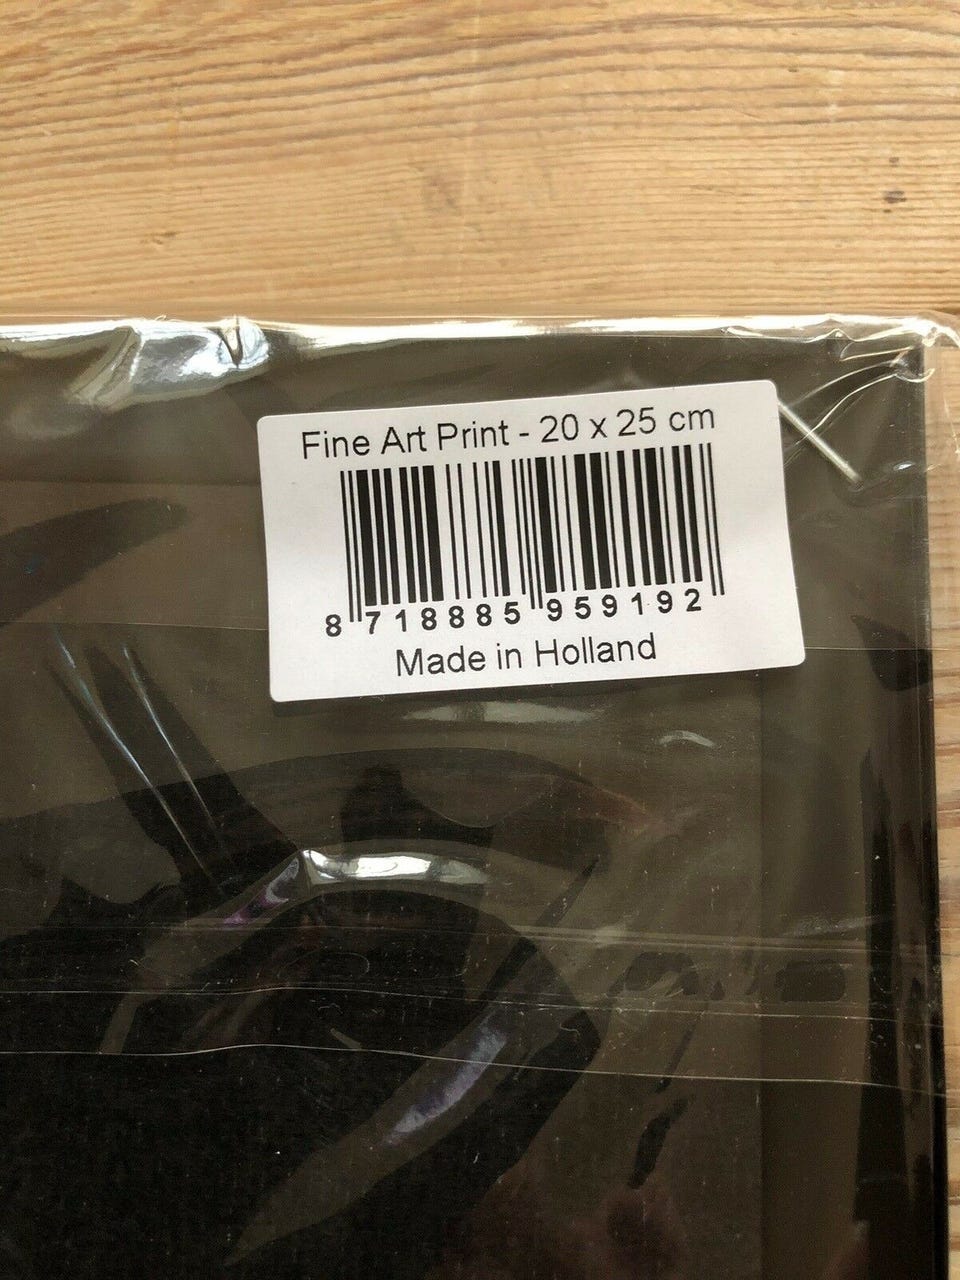 Fine Art Print - 20 x 25 cm
8 718885 959192
Made in Holland